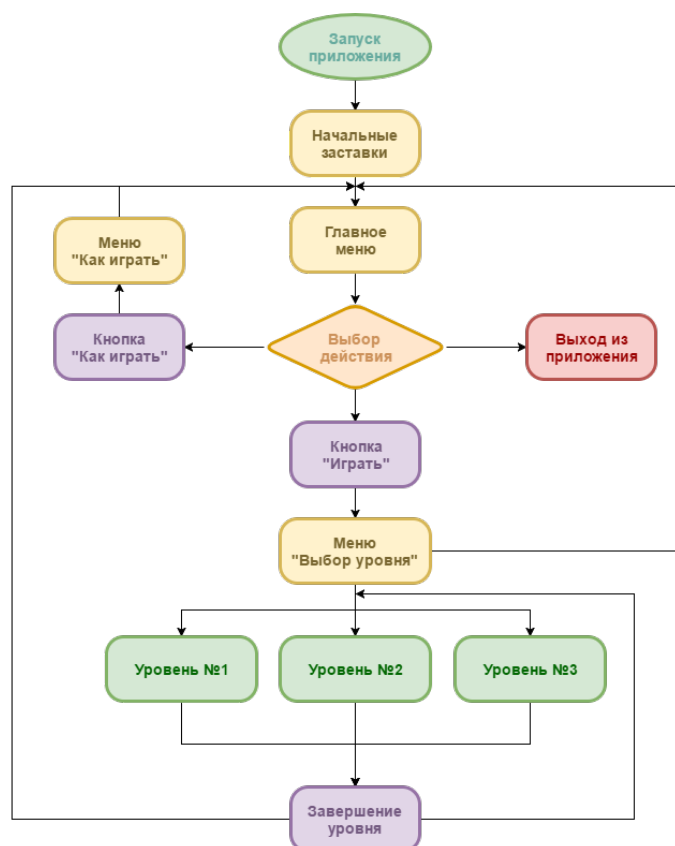 Запуск
приложения
Начальные
заставки
Главное
меню
Меню
"Как играть"
Кнопка
"Как играть"
Выбор
действия
Выход из
приложения
Кнопка
"Играть"
Меню
"Выбор уровня"
Уровень №1
Уровень №2
Уровень №3
Завершение
уровня